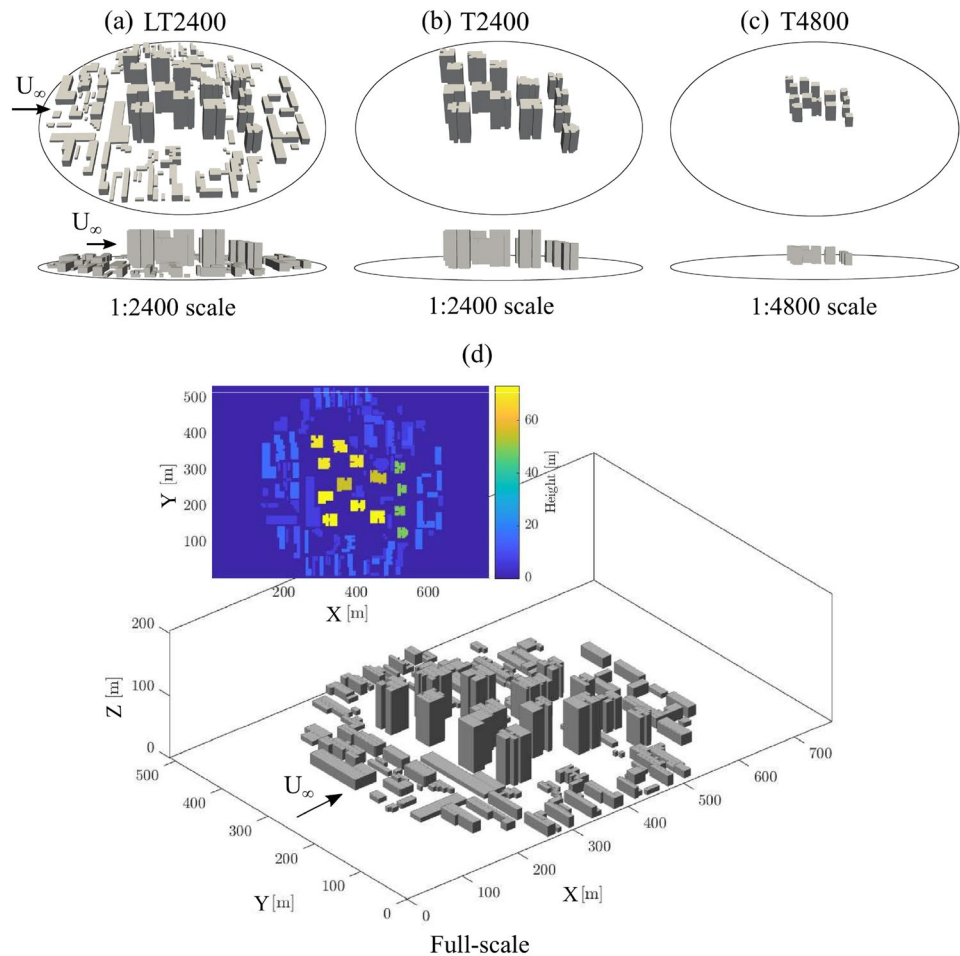 (a) LT2400
(b) T2400
(c) T4800
U∞
U∞
1:2400 scale
1:2400 scale
1:4800 scale
(d)
500
400
300
200
100
Y [m]
200
400
600
X [m]
60
40
20
0
Height [m]
200
100
0
Z [m]
500
400
300
200
100
0
Y [m]
U∞
0
100
200
300
400
500
600
700
X [m]
Full-scale